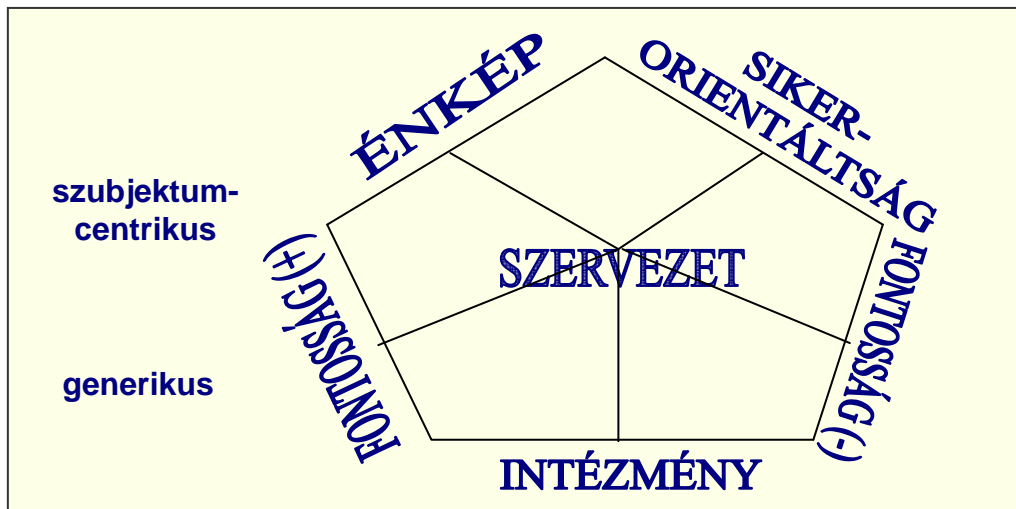 ÉNKÉP
SIKER-
ORIENTÁLTSÁG
szubjektum-
centrikus
SZERVEZET
FONTOSSÁG (+)
FONTOSSÁG (-)
generikus
INTÉZMÉNY